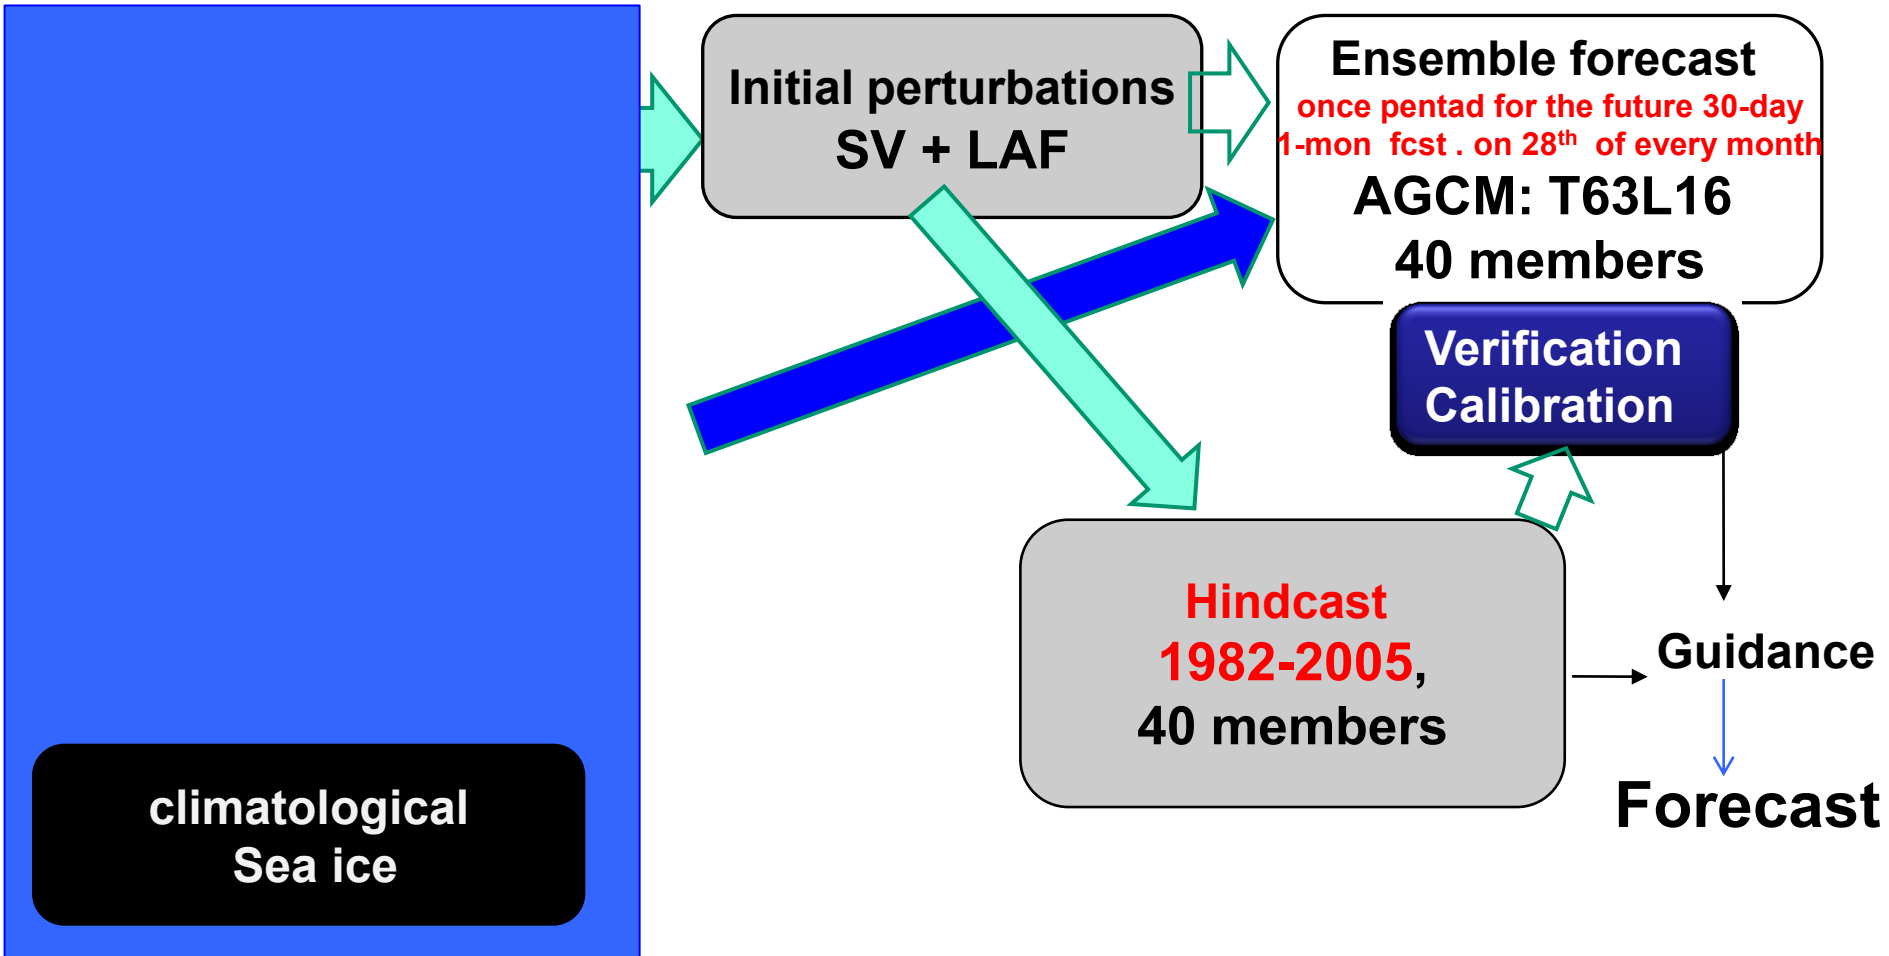 Initial perturbations
SV + LAF
Ensemble forecast
once pentad for the future 30-day
1-mon fcst . on 28th of every month
AGCM: T63L16
40 members
Verification
Calibration
Hindcast
1982-2005,
40 members
Guidance
Forecast
climatological
Sea ice